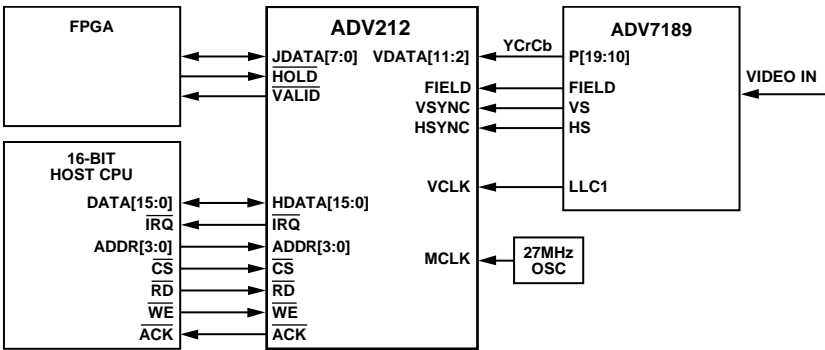 FPGA
ADV212
ADV7189
JDATA[7:0]
HOLD
VALID
VDATA[11:2]
FIELD
VSYNC
HSYNC
VCLK
MCLK
YCrCb
P[19:10]
FIELD
VS
HS
LLC1
VIDEO IN
27MHz
OSC
16-BIT
HOST CPU
DATA[15:0]
IRQ
ADDR[3:0]
CS
RD
WE
ACK
HDATA[15:0]
IRQ
ADDR[3:0]
CS
RD
WE
ACK